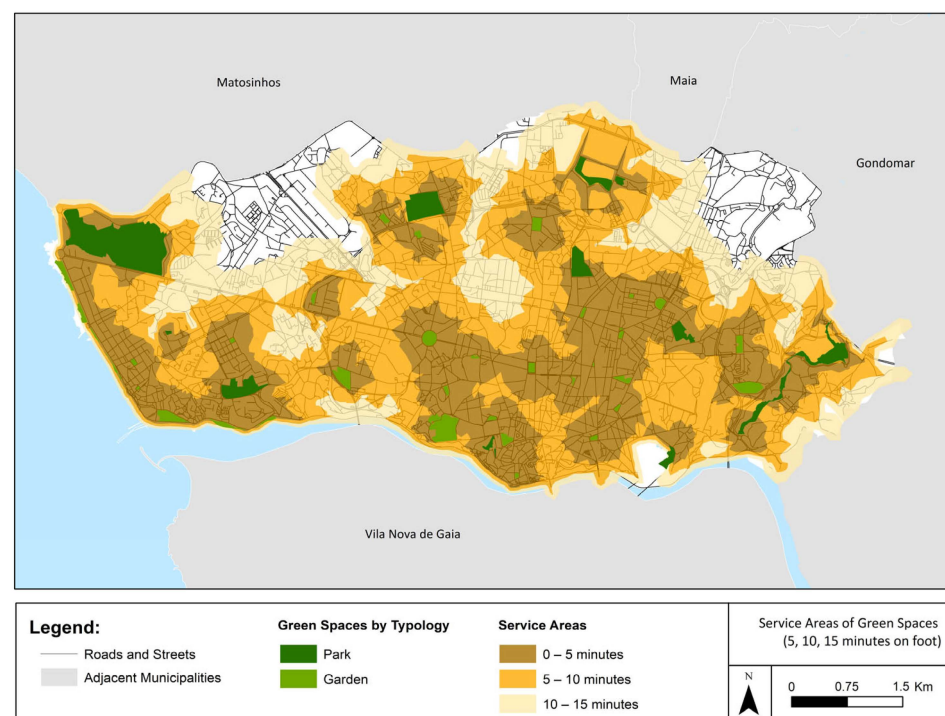 Matosinhos
Maia
Gondomar
Vila Nova de Gaia
Legend:
Roads and Streets
Adjacent Municipalities
Green Spaces by Typology
Park
Garden
Service Areas
0 – 5 minutes
5 – 10 minutes
10 – 15 minutes
Service Areas of Green Spaces
(5, 10, 15 minutes on foot)
N
0 0.75 1.5 Km